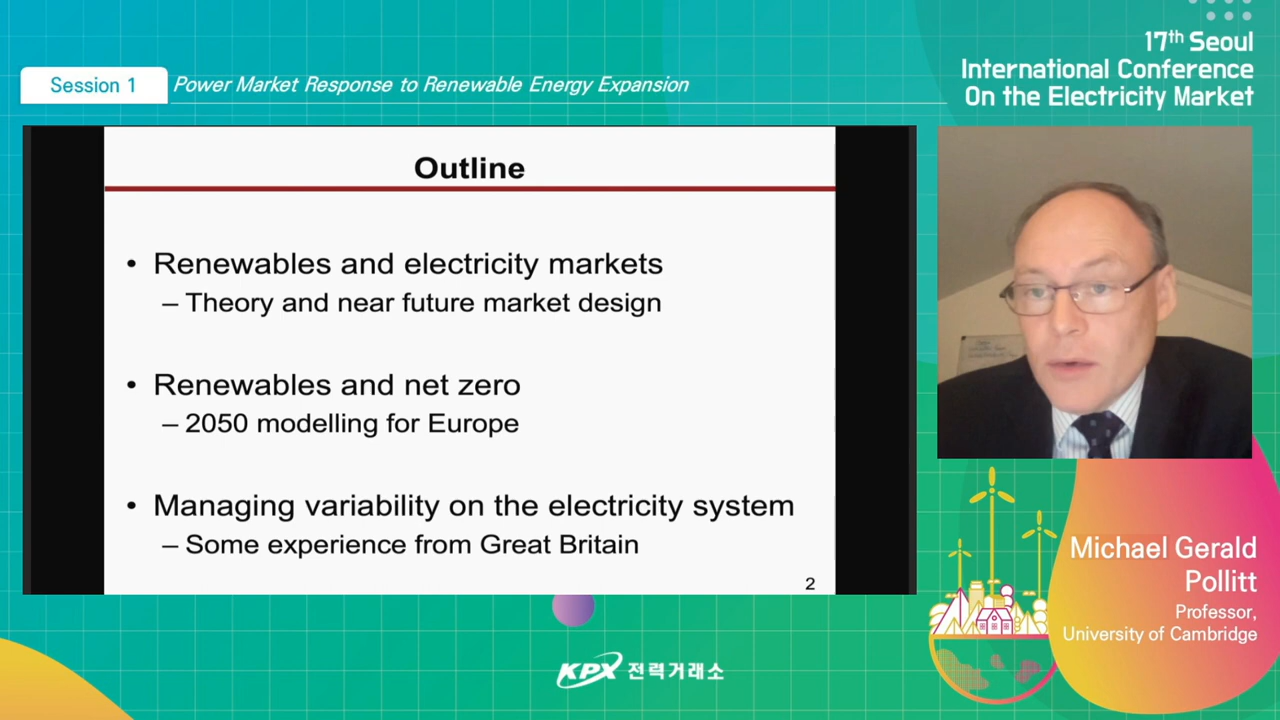 17th Seoul
International Conference
On the Electricity Market
Session 1
Power Market Response to Renewable Energy Expansion
Outline
• Renewables and electricity markets
– Theory and near future market design
• Renewables and net zero
– 2050 modelling for Europe
• Managing variability on the electricity system
– Some experience from Great Britain
2
Michael Gerald
Pollitt
Professor,
University of Cambridge
KPX 전력거래소